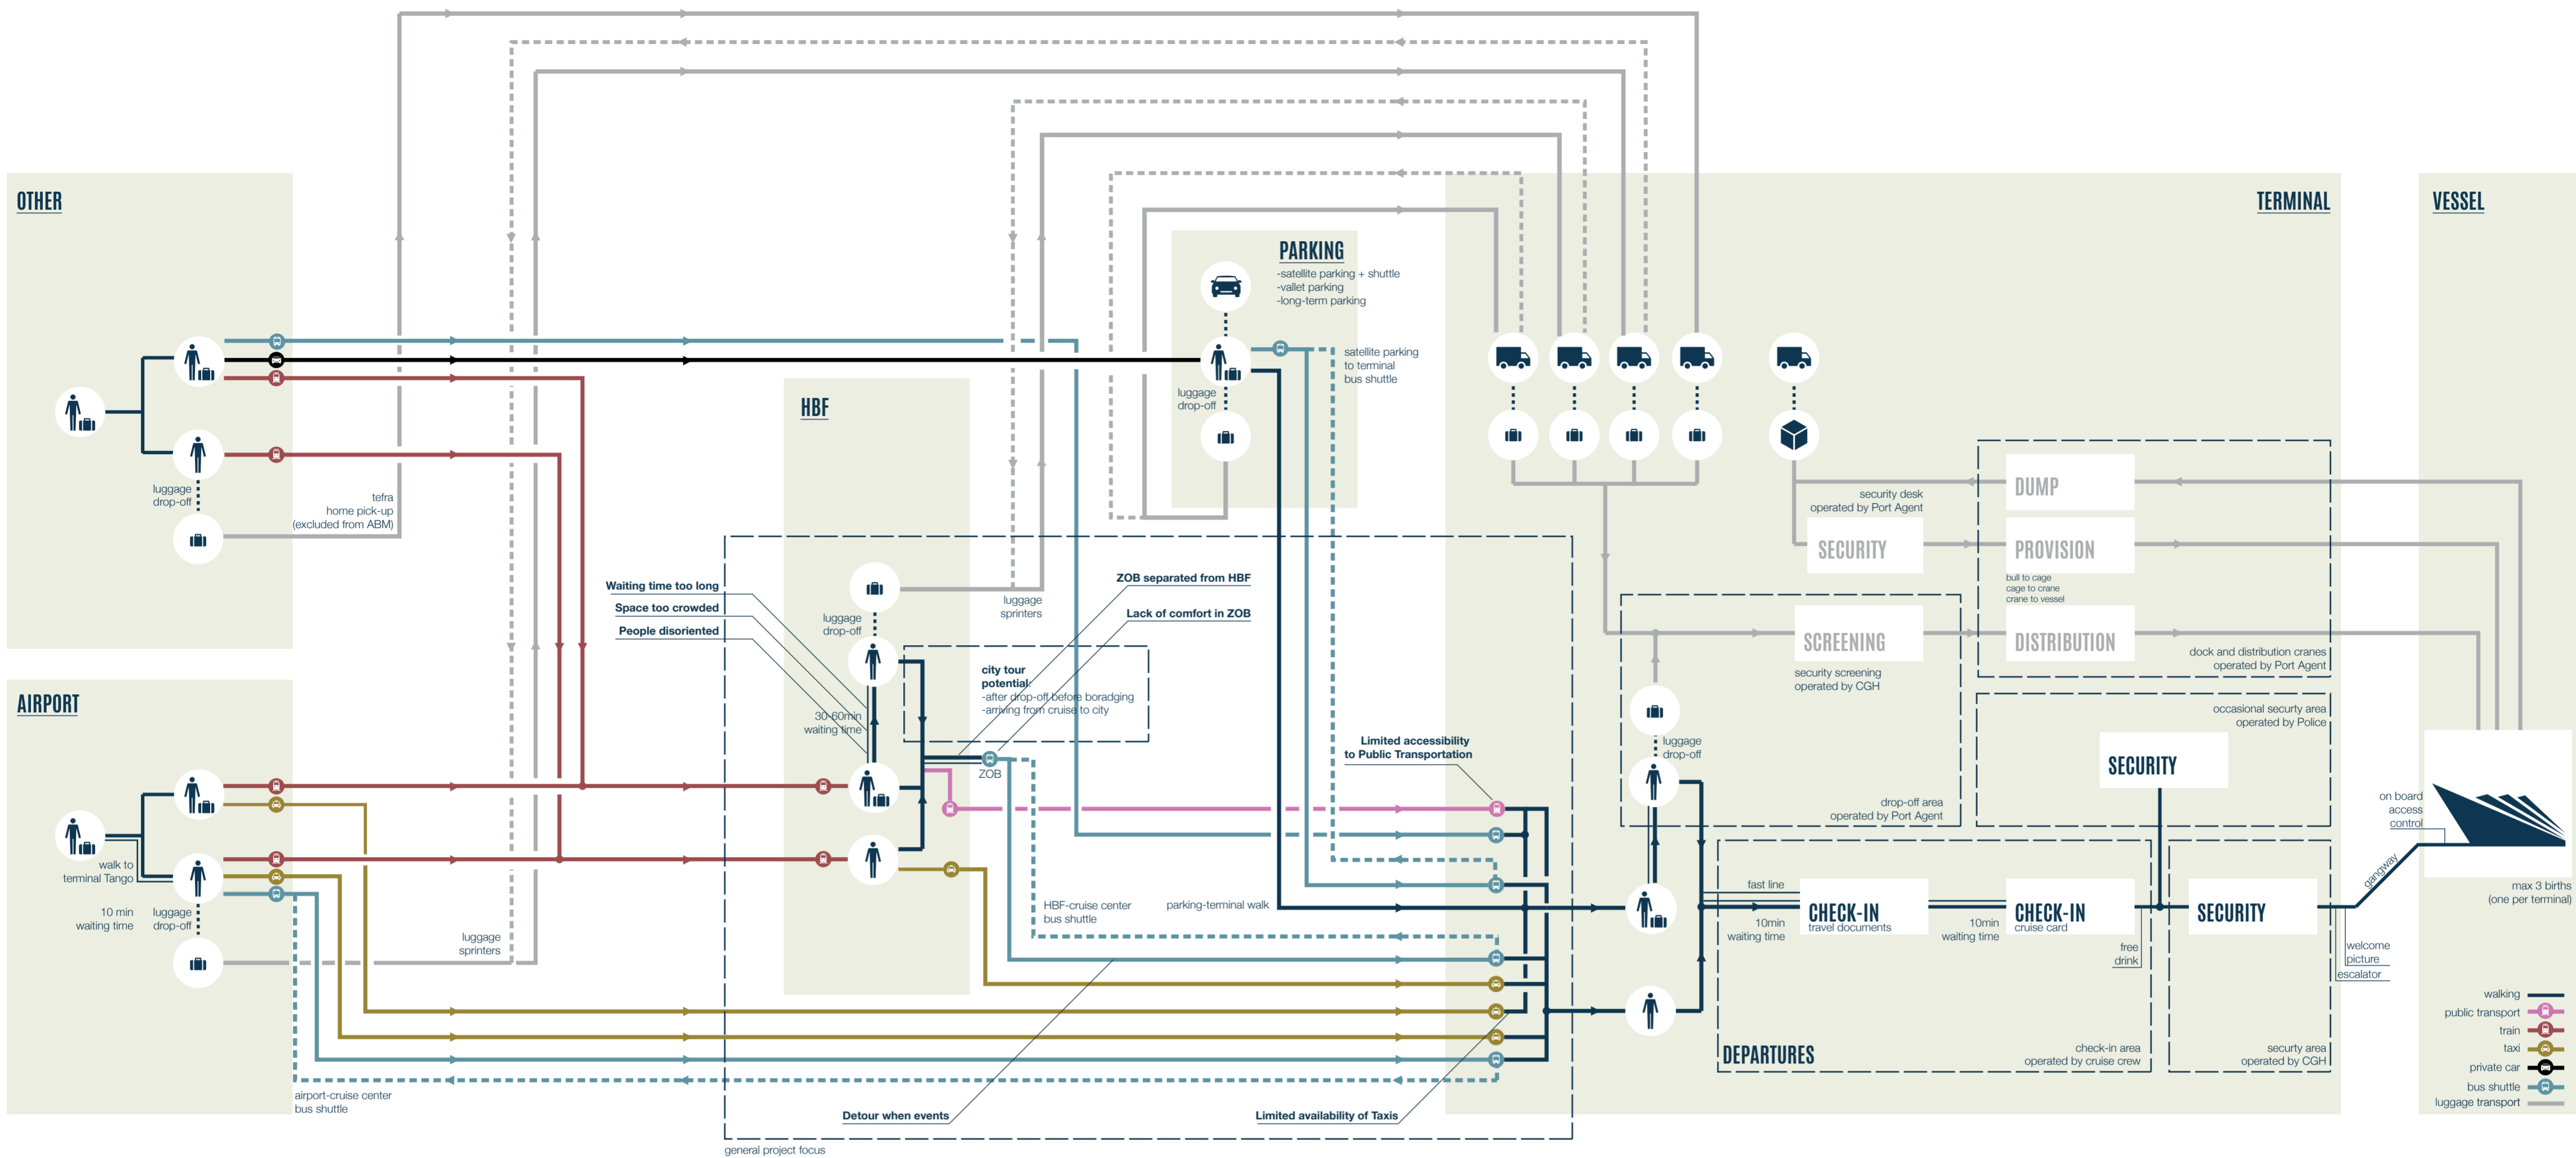 OTHER
luggage
drop-off
tefra
home pick-up
(excluded from ABM)
AIRPORT
walk to
terminal Tango
10 min
waiting time
luggage
drop-off
luggage
sprinters
airport-cruise center
bus shuttle
HBF
Waiting time too long
Space too crowded
People disoriented
luggage
drop-off
30-60min
waiting time
luggage
sprinters
ZOB separated from HBF
Lack of comfort in ZOB
city tour
potential:
-after drop-off before boradging
-arriving from cruise to city
ZOB
HBF-cruise center
bus shuttle
parking-terminal walk
Detour when events
Limited availability of Taxis
general project focus
PARKING
-satellite parking + shuttle
-vallet parking
-long-term parking
luggage
drop-off
satellite parking
to terminal
bus shuttle
Limited accessibility
to Public Transportation
TERMINAL
security desk
operated by Port Agent
SECURITY
DUMP
PROVISION
bull to cage
cage to crane
crane to vessel
SCREENING
security screening
operated by CGH
DISTRIBUTION
dock and distribution cranes
operated by Port Agent
luggage
drop-off
drop-off area
operated by Port Agent
occasional securty area
operated by Police
SECURITY
fast line
10min
waiting time
CHECK-IN
travel documents
10min
waiting time
CHECK-IN
cruise card
free
drink
SECURITY
DEPARTURES
check-in area
operated by cruise crew
securty area
operated by CGH
welcome
picture
escalator
gangway
VESSEL
on board
access
control
max 3 births
(one per terminal)
walking
public transport
train
taxi
private car
bus shuttle
luggage transport